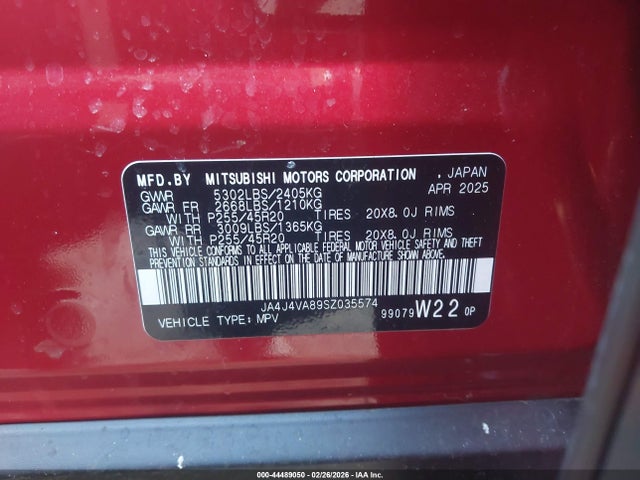 MFD.BY MITSUBISHI MOTORS CORPORATION , JAPAN
GVWR 5302LBS/2405KG APR 2025
GAWR FR 2668LBS/1210KG
WITH P255/45R20 TIRES 20X8.0J RIMS
GAWR RR 3009LBS/1365KG
WITH P255/45R20 TIRES 20X8.0J RIMS
THIS VEHICLE CONFORMS TO ALL APPLICABLE FEDERAL MOTOR VEHICLE SAFETY AND THEFT
PREVENTION STANDARDS IN EFFECT ON THE DATE OF MANUFACTURE SHOWN ABOVE.
JA4J4VA89SZ035574
VEHICLE TYPE: MPV 99079 W22 0P
000-44489050 02/26/2026 - IAA Inc.